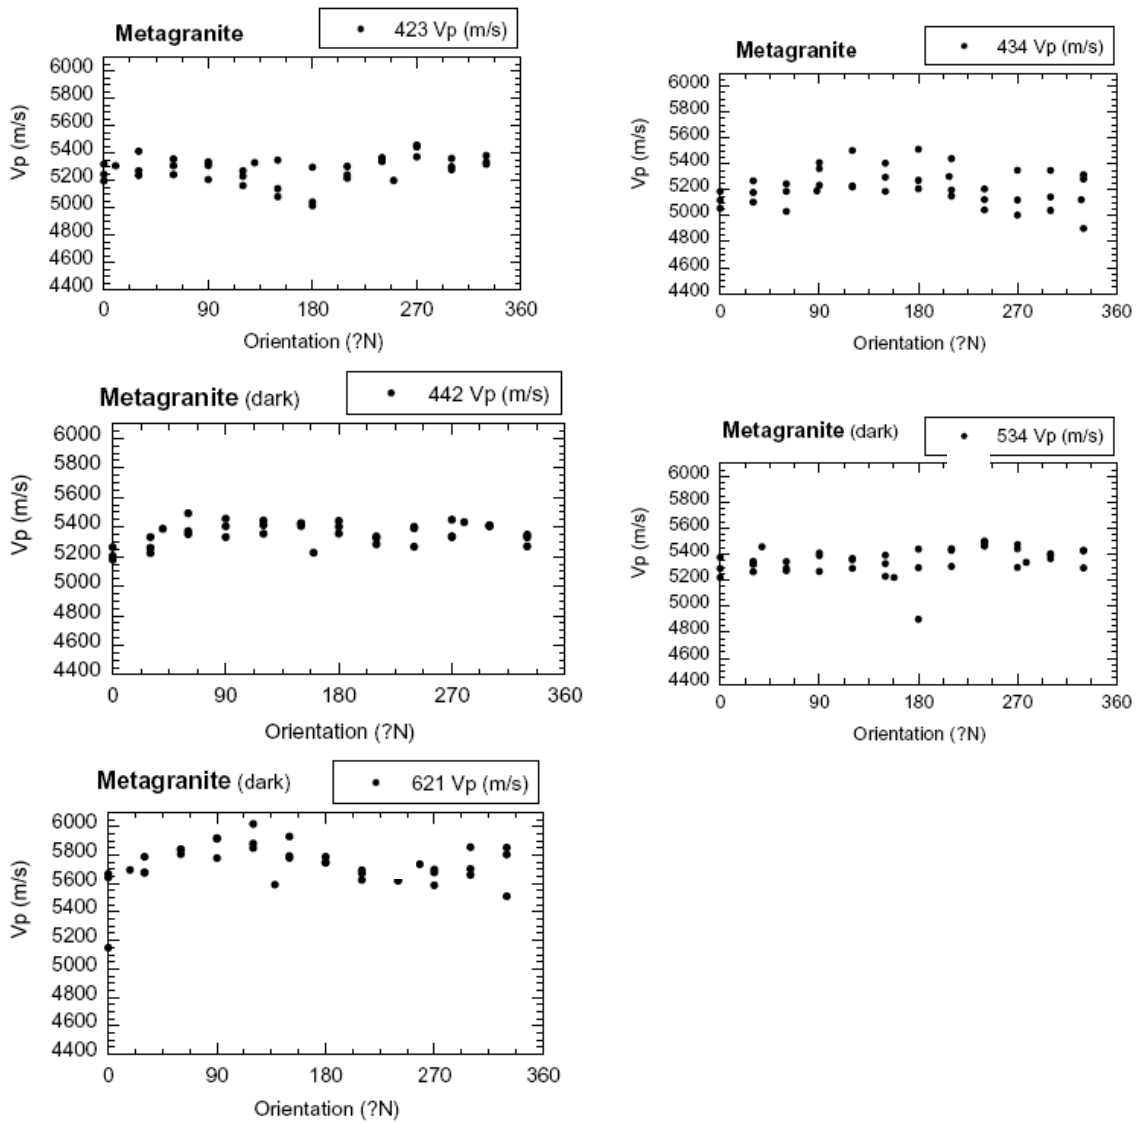 Metagranite
423 Vp (m/s)
6000
5800
5600
5400
5200
5000
4800
4600
4400
Vp (m/s)
0 90 180 270 360
Orientation (?N)
Metagranite
434 Vp (m/s)
6000
5800
5600
5400
5200
5000
4800
4600
4400
Vp (m/s)
0 90 180 270 360
Orientation (?N)
Metagranite (dark)
442 Vp (m/s)
6000
5800
5600
5400
5200
5000
4800
4600
4400
Vp (m/s)
0 90 180 270 360
Orientation (?N)
Metagranite (dark)
534 Vp (m/s)
6000
5800
5600
5400
5200
5000
4800
4600
4400
Vp (m/s)
0 90 180 270 360
Orientation (?N)
Metagranite (dark)
621 Vp (m/s)
6000
5800
5600
5400
5200
5000
4800
4600
4400
Vp (m/s)
0 90 180 270 360
Orientation (?N)